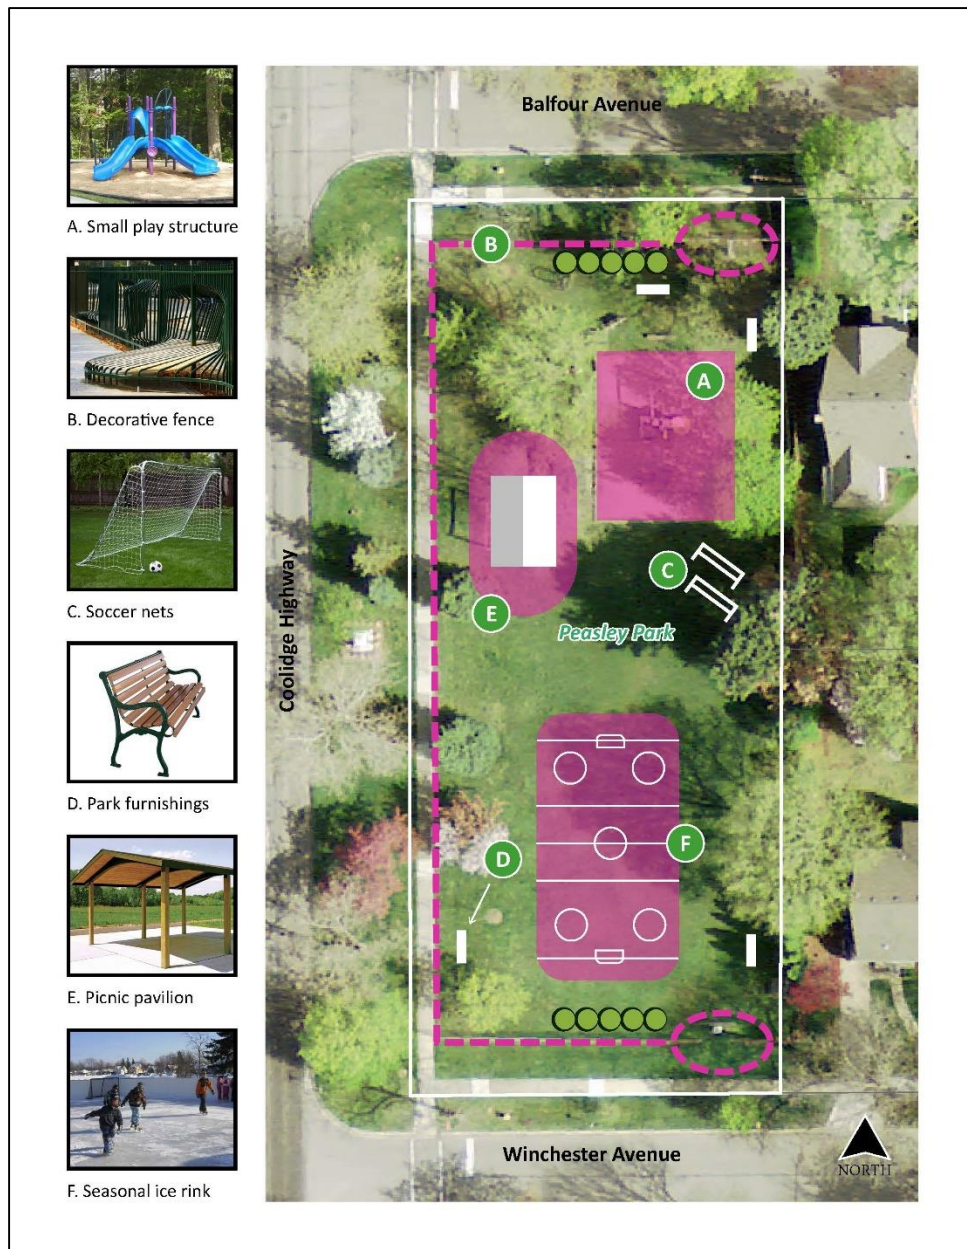 A. Small play structure
B. Decorative fence
C. Soccer nets
D. Park furnishings
E. Picnic pavilion
F. Seasonal ice rink
Balfour Avenue
B
A
C
E
Peasley Park
Coolidge Highway
D
F
Winchester Avenue
NORTH